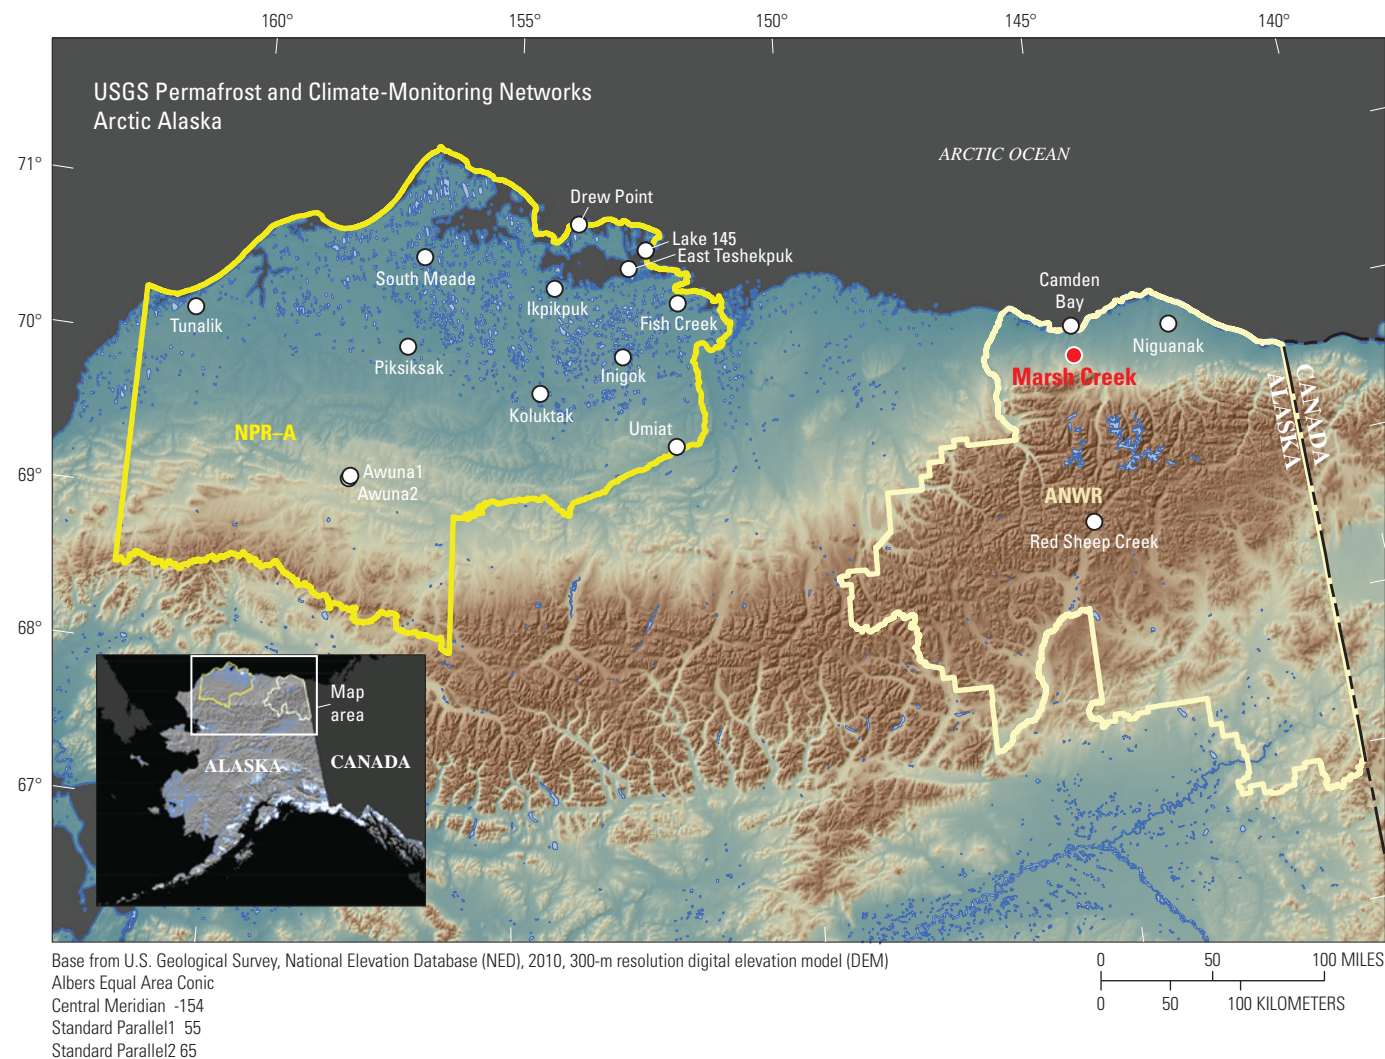 160°
155°
150°
145°
140°
USGS Permafrost and Climate-Monitoring Networks
Arctic Alaska
ARCTIC OCEAN
71°
70°
69°
68°
67°
Drew Point
Lake 145
East Teshekpuk
South Meade
Ikpikpuk
Tunalik
Fish Creek
Piksiksak
Inigok
Koluktak
Umiat
NPR–A
Awuna1
Awuna2
Camden
Bay
Niguanak
Marsh Creek
CANADA
ALASKA
ANWR
Red Sheep Creek
Map
area
ALASKA
CANADA
Base from U.S. Geological Survey, National Elevation Database (NED), 2010, 300-m resolution digital elevation model (DEM)
Albers Equal Area Conic
Central Meridian -154
Standard Parallel1 55
Standard Parallel2 65
0 50 100 MILES
0 50 100 KILOMETERS